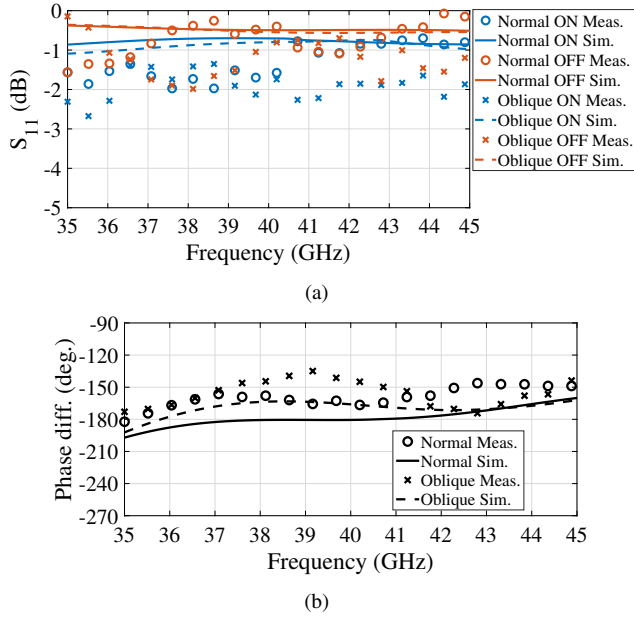 0
-1
-2
-3
-4
-5
S11 (dB)
35 36 37 38 39 40 41 42 43 44 45
Frequency (GHz)
Normal ON Meas.
Normal ON Sim.
Normal OFF Meas.
Normal OFF Sim.
Oblique ON Meas.
Oblique ON Sim.
Oblique OFF Meas.
Oblique OFF Sim.
(a)
-90
-120
-150
-180
-210
-240
-270
Phase diff. (deg.)
Normal Meas.
Normal Sim.
Oblique Meas.
Oblique Sim.
35 36 37 38 39 40 41 42 43 44 45
Frequency (GHz)
(b)